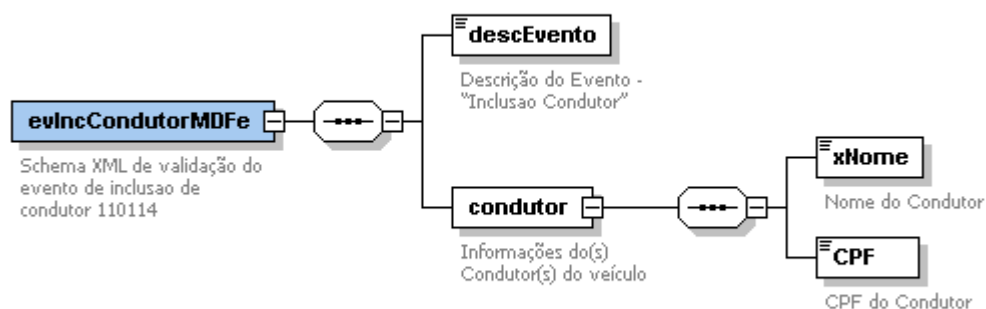 descEvento
Descrição do Evento -
"Inclusao Condutor"
evIncCondutorMDFe
Schema XML de validação do
evento de inclusao de
condutor 110114
condutor
Informações do(s)
Condutor(s) do veículo
xNome
Nome do Condutor
CPF
CPF do Condutor